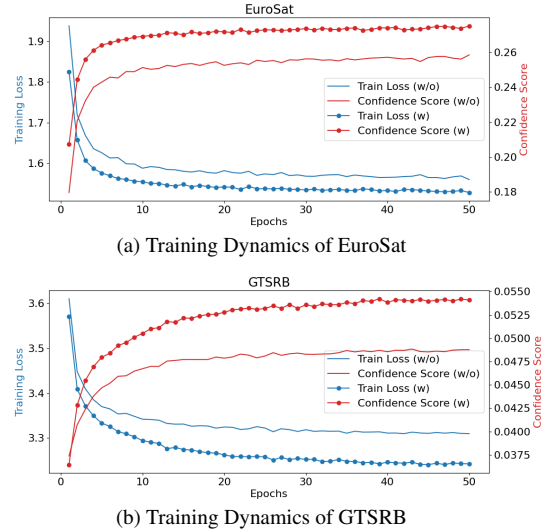 EuroSat
1.9
1.8
1.7
1.6
Training Loss
0.26
0.24
0.22
0.20
0.18
Confidence Score
Train Loss (w/o)
Confidence Score (w/o)
Train Loss (w)
Confidence Score (w)
0 10 20 30 40 50
Epochs
(a) Training Dynamics of EuroSat
GTSRB
3.6
3.5
3.4
3.3
Training Loss
0.0550
0.0525
0.0500
0.0475
0.0450
0.0425
0.0400
0.0375
Confidence Score
Train Loss (w/o)
Confidence Score (w/o)
Train Loss (w)
Confidence Score (w)
0 10 20 30 40 50
Epochs
(b) Training Dynamics of GTSRB